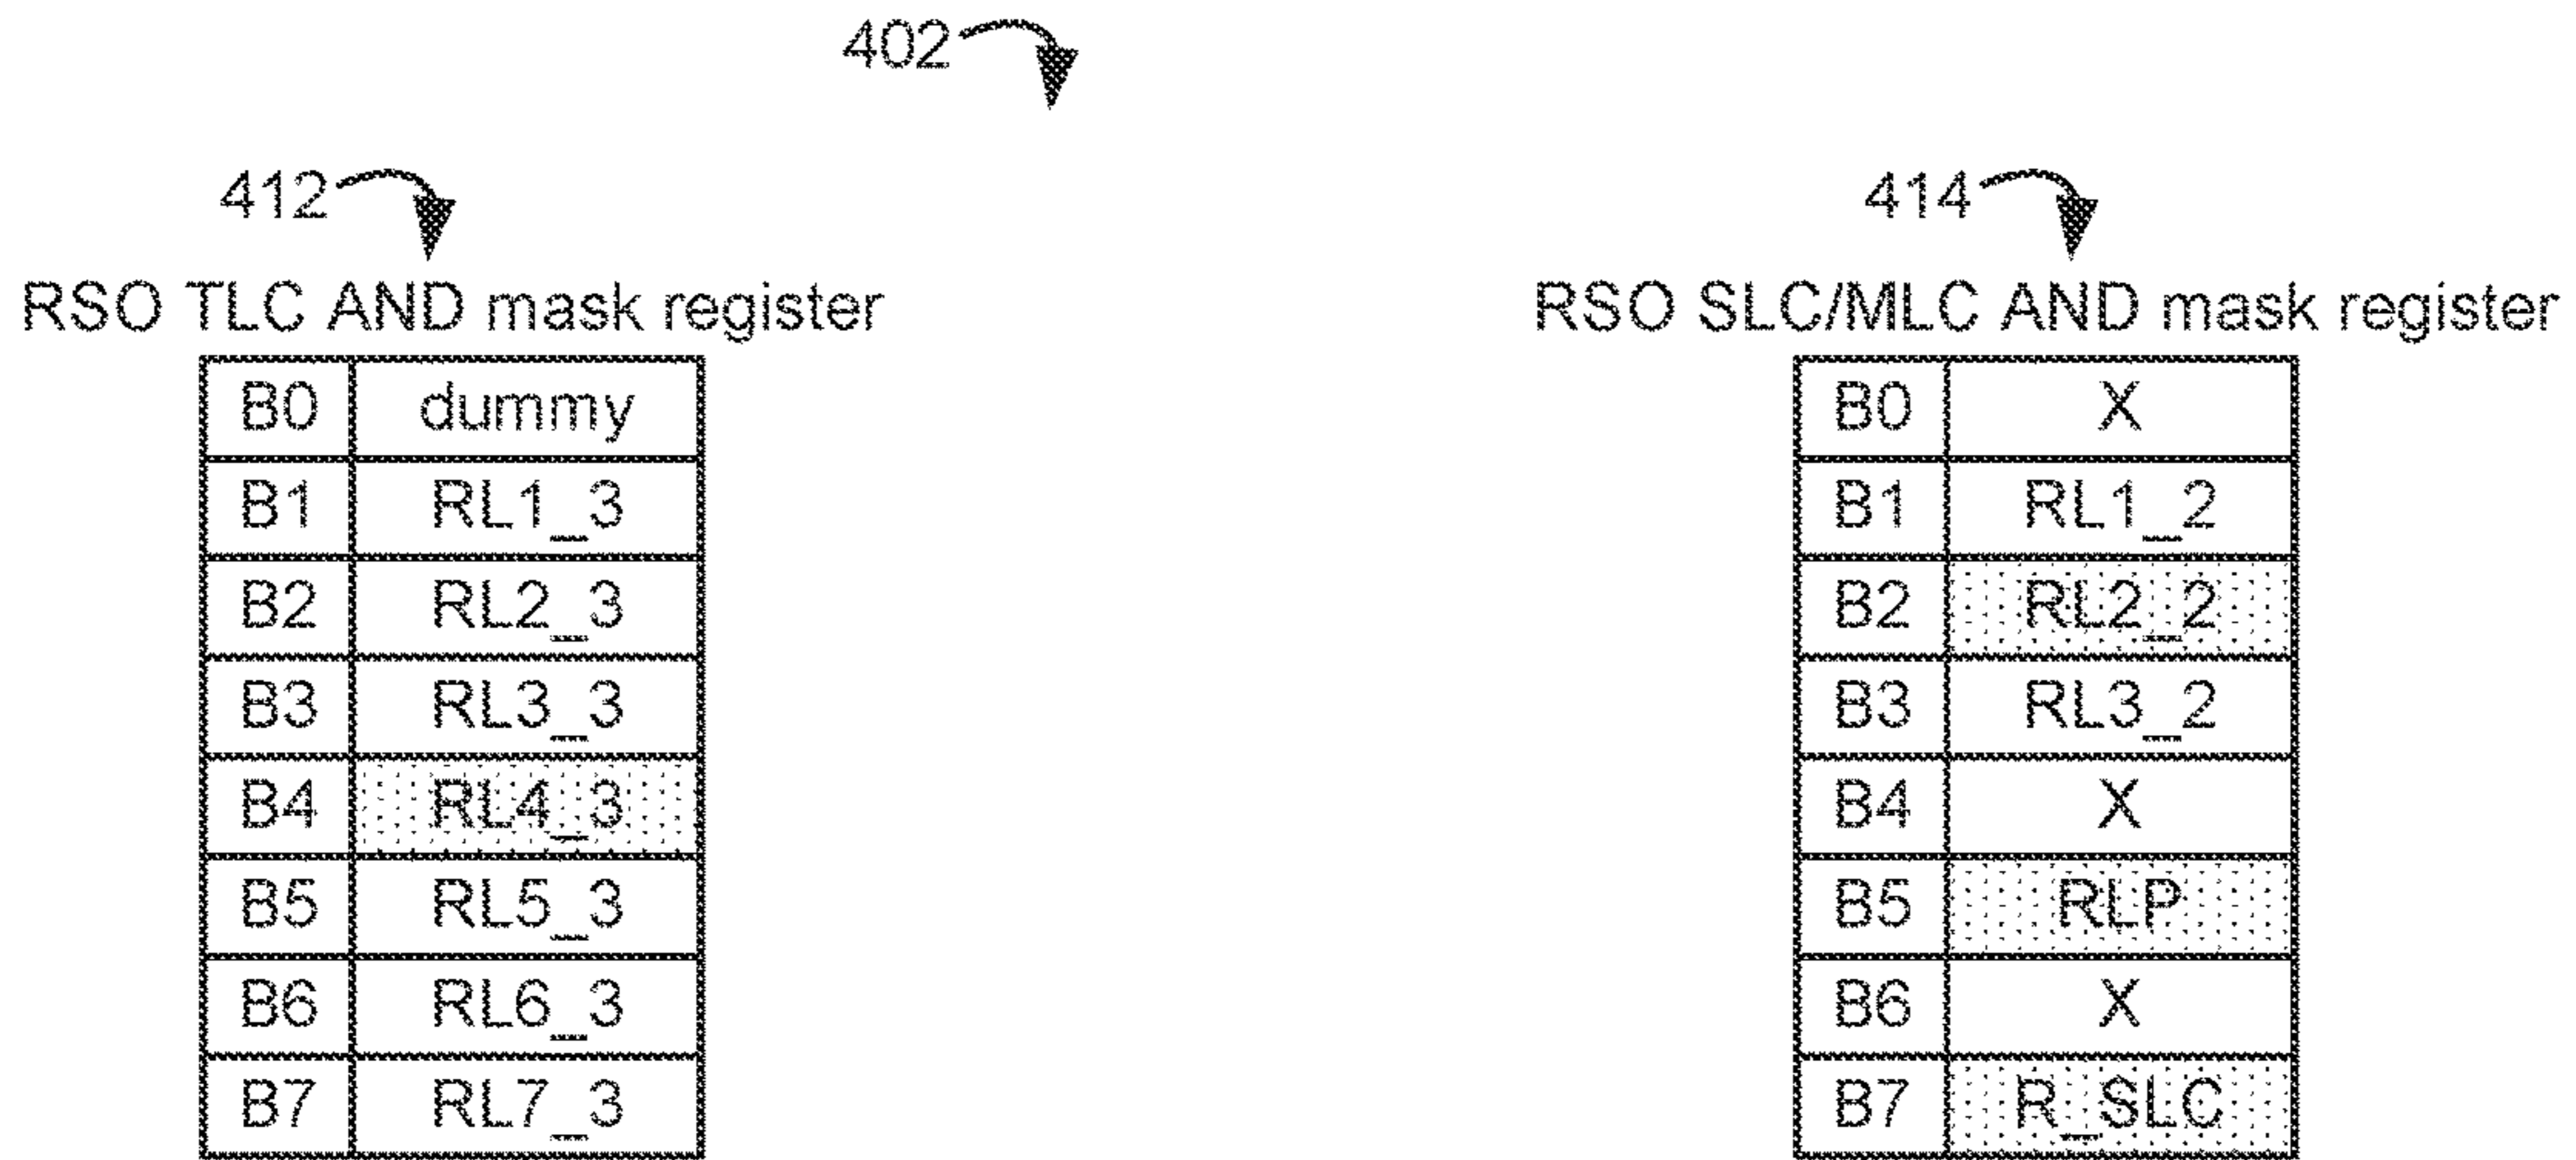 402
412
RSO TLC AND mask register
B0 dummy
B1 RL1_3
B2 RL2_3
B3 RL3_3
B4 RL4_3
B5 RL5_3
B6 RL6_3
B7 RL7_3
414
RSO SLC/MLC AND mask register
B0 X
B1 RL1_2
B2 RL2_2
B3 RL3_2
B4 X
B5 RLP
B6 X
B7 R_SLC